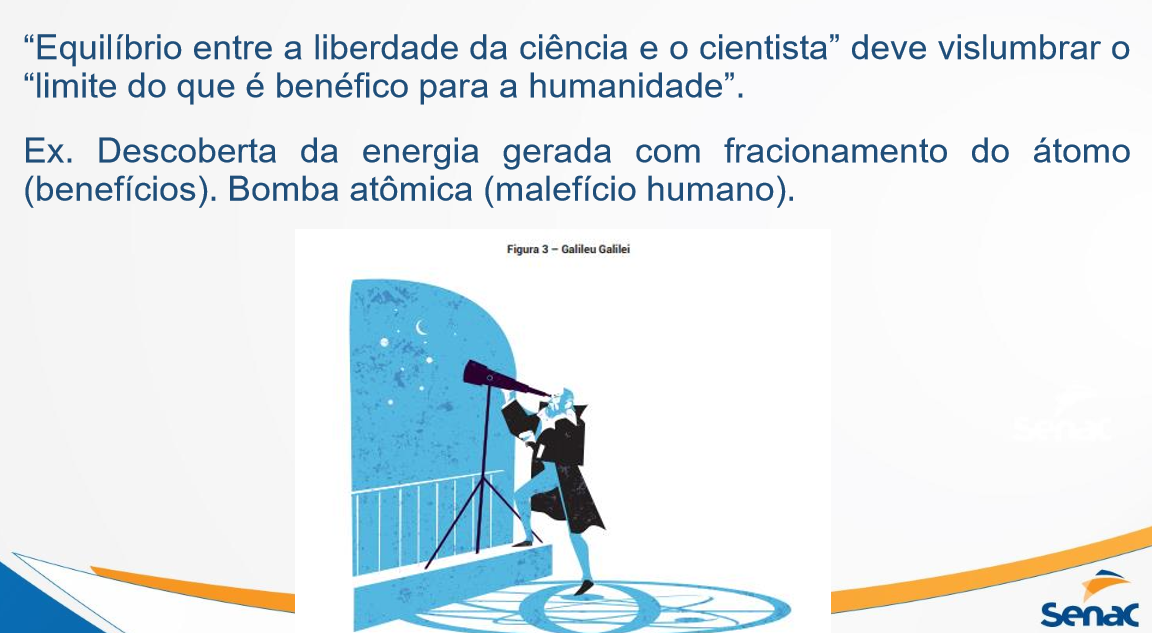 “Equilíbrio entre a liberdade da ciência e o cientista” deve vislumbrar o
“limite do que é benéfico para a humanidade”.
Ex. Descoberta da energia gerada com fracionamento do átomo
(benefícios). Bomba atômica (malefício humano).
Figura 3 – Galileu Galilei
Senac
Senac